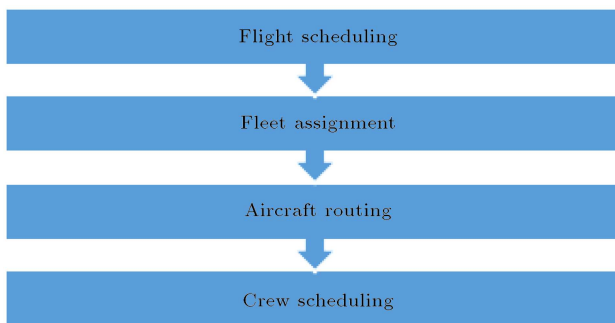 Flight scheduling
Fleet assignment
Aircraft routing
Crew scheduling